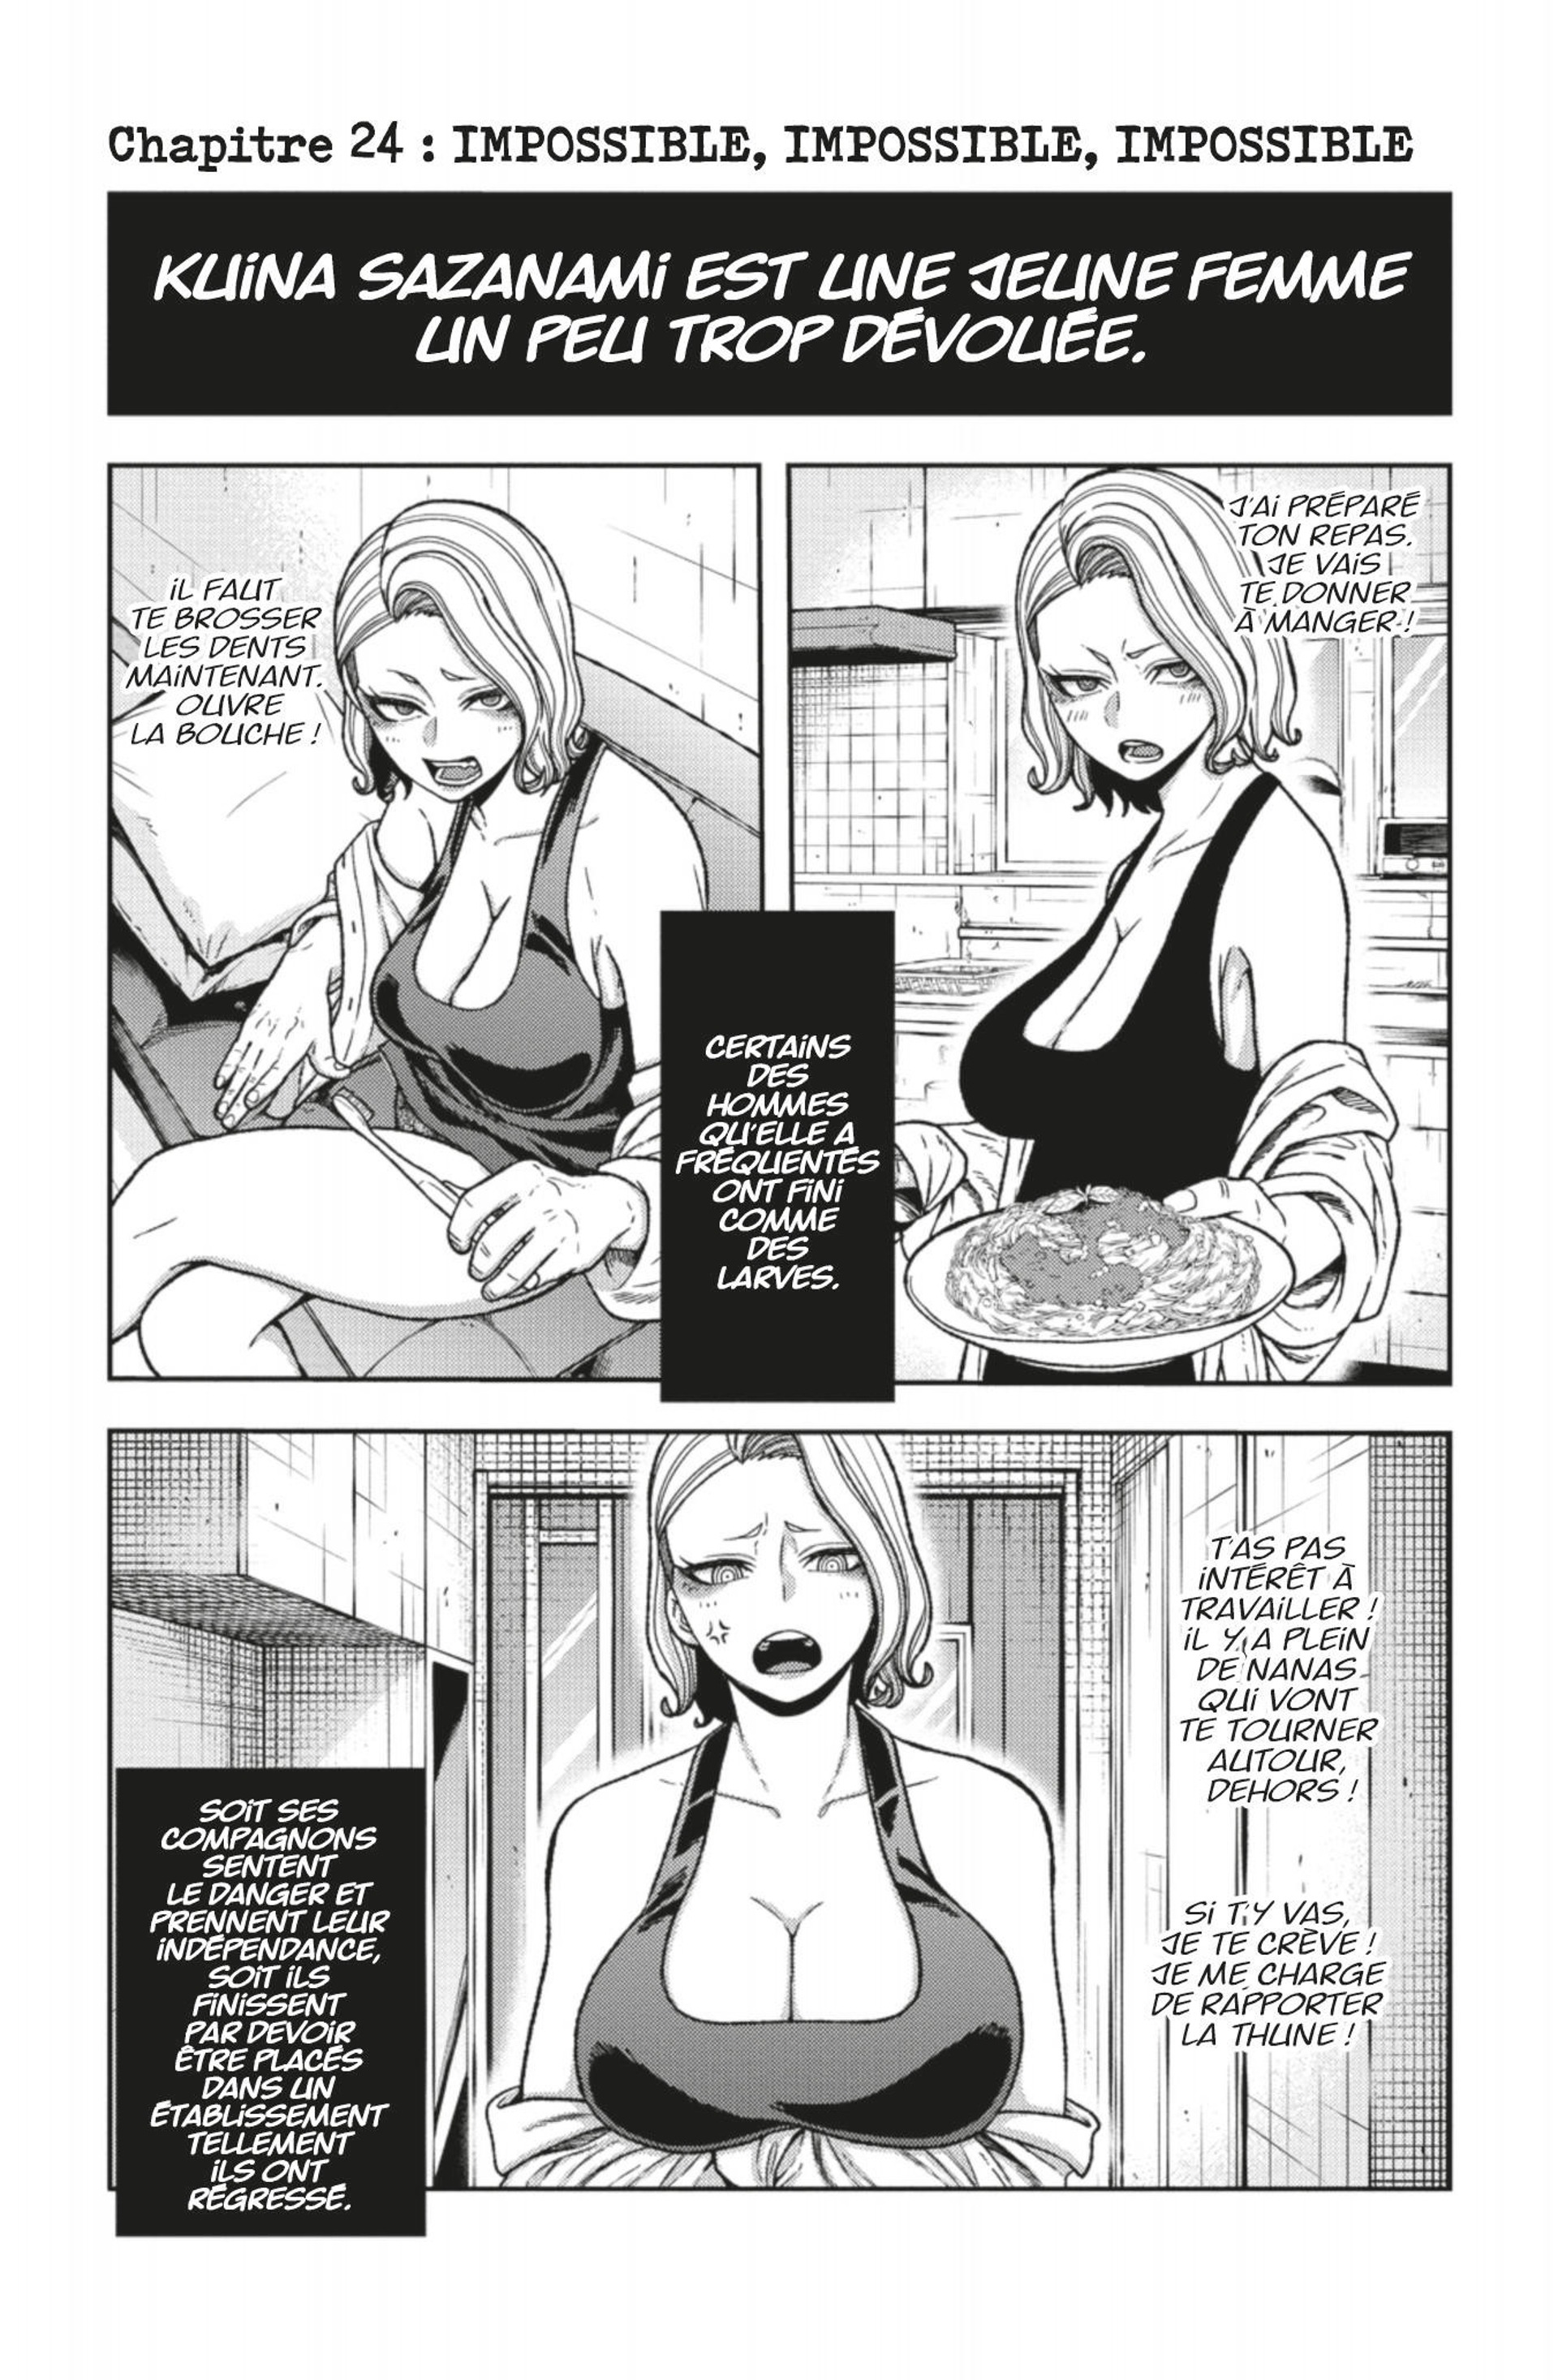 Chapitre 24 : IMPOSSIBLE, IMPOSSIBLE, IMPOSSIBLE
KUINA SAZANAMI EST UNE JEUNE FEMME
UN PEU TROP DÉVOUÉE.
J'AI PRÉPARÉ
TON REPAS.
JE VAIS
TE DONNER
À MANGER !
IL FAUT
TE BROSSER
LES DENTS
MAINTENANT.
OUVRE
LA BOUCHE !
CERTAINS
DES
HOMMES
QU'ELLE A
FRÉQUENTÉS
ONT FINI
COMME
DES
LARVES.
T'AS PAS
INTÉRÊT À
TRAVAILLER !
IL Y A PLEIN
DE NANAS
QUI VONT
TE TOURNER
AUTOUR,
DEHORS !
SI T'Y VAS,
JE TE CRÈVE !
JE ME CHARGE
DE RAPPORTER
LA THUNE !
SOIT SES
COMPAGNONS
SENTENT
LE DANGER ET
PRENNENT LEUR
INDÉPENDANCE,
SOIT ILS
FINISSENT
PAR DEVOIR
ÊTRE PLACÉS
DANS UN
ÉTABLISSEMENT
TELLEMENT
ILS ONT
RÉGRESSÉ.